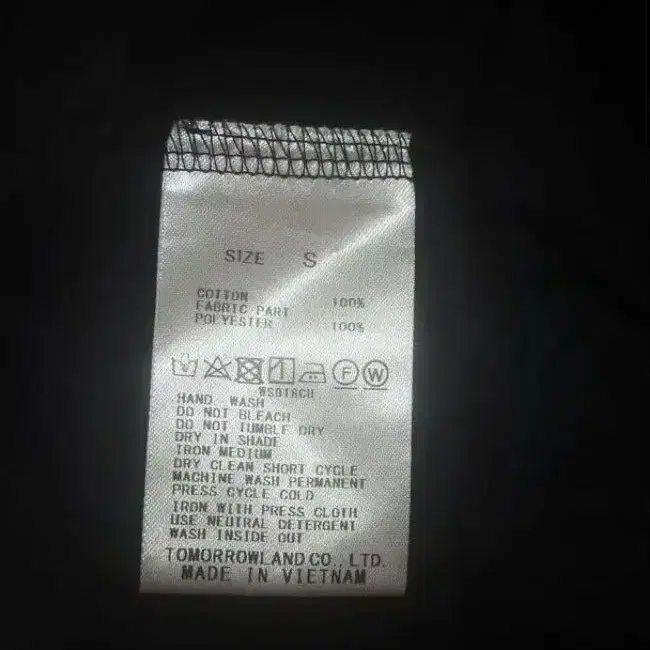 SIZE S
COTTON 100%
FABRIC PART
POLYESTER 100%
F W
HAND WASH
DO NOT BLEACH
DO NOT TUMBLE DRY
DRY IN SHADE
IRON MEDIUM
DRY CLEAN SHORT CYCLE
MACHINE WASH PERMANENT
PRESS CYCLE COLD
IRON WITH PRESS CLOTH
USE NEUTRAL DETERGENT
WASH INSIDE OUT
TOMORROWLAND CO., LTD.
MADE IN VIETNAM